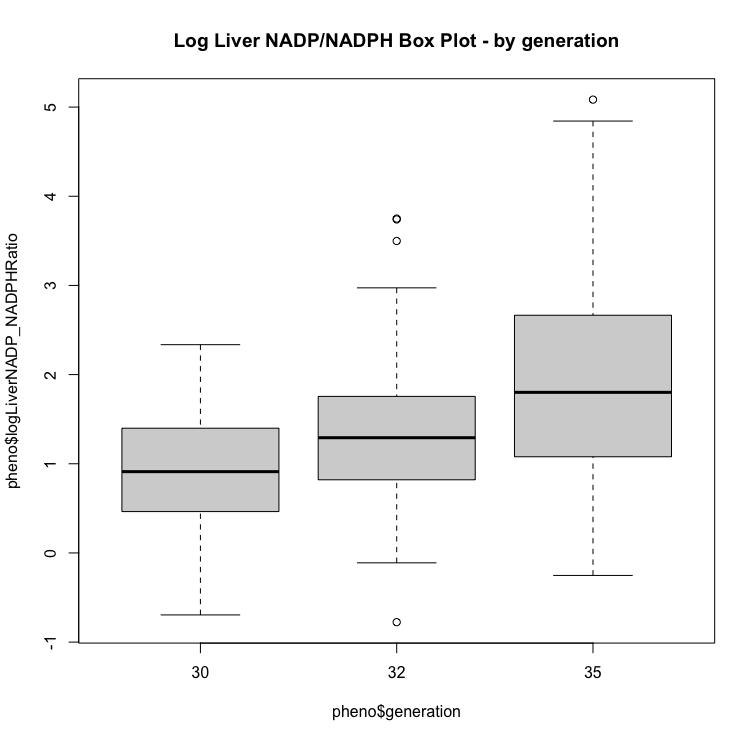 Log Liver NADP/NADPH Box Plot - by generation
pheno$logLiverNADP_NADPHRatio
5
4
3
2
1
0
-1
30 32 35
pheno$generation